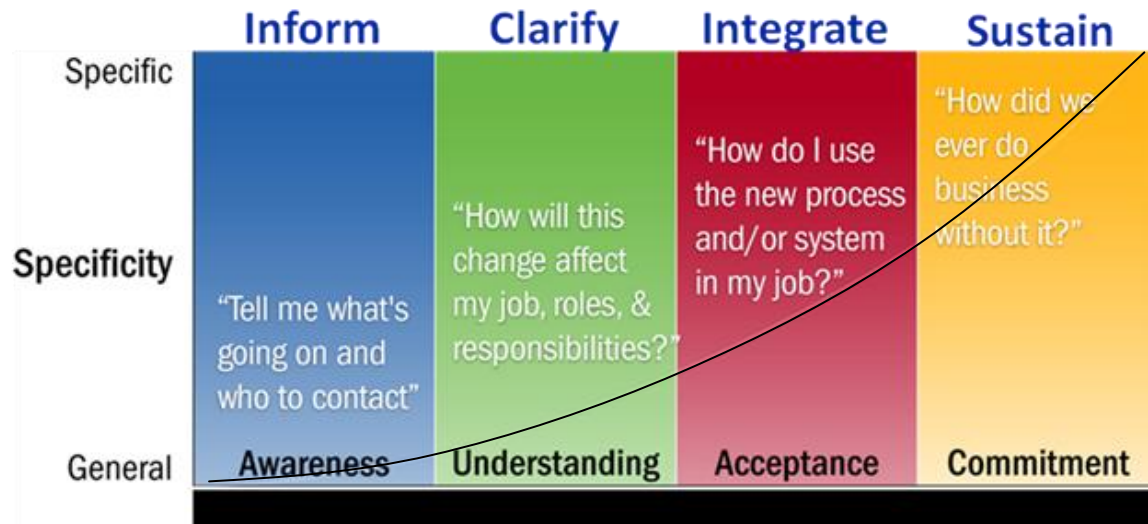 Inform Clarify Integrate Sustain
Specific
Specificity
General
“Tell me what's
going on and
who to contact”
Awareness
“How will this
change affect
my job, roles, &
responsibilities?”
Understanding
“How do I use
the new process
and/or system
in my job?”
Acceptance
“How did we
ever do
business
without it?”
Commitment